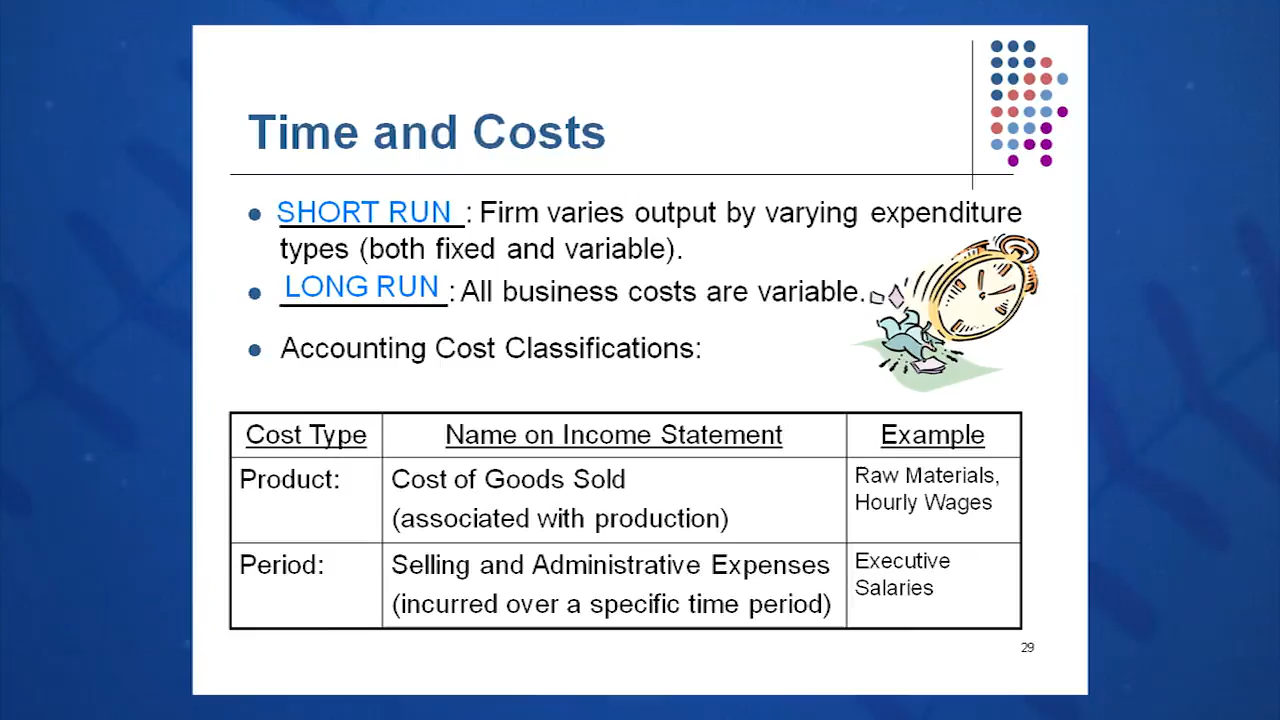 Time and Costs
SHORT RUN : Firm varies output by varying expenditure
types (both fixed and variable).
LONG RUN : All business costs are variable.
Accounting Cost Classifications:
Cost Type Name on Income Statement Example
Product: Cost of Goods Sold Raw Materials,
(associated with production) Hourly Wages
Period: Selling and Administrative Expenses Executive
(incurred over a specific time period) Salaries
29